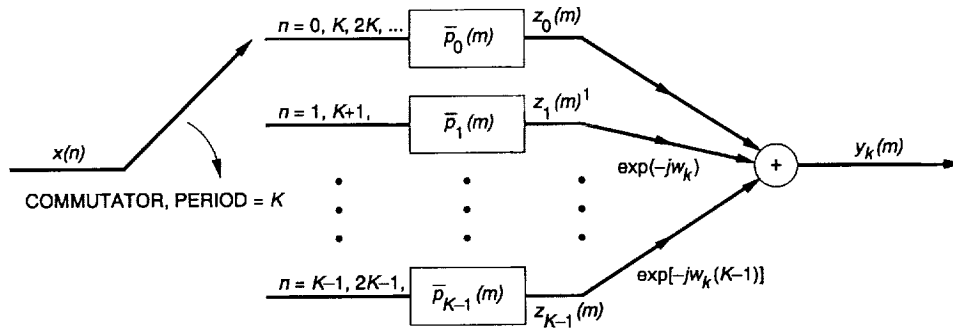 n = 0, K, 2K, ...
p̅₀(m)
z₀(m)
n = 1, K+1,
p̅₁(m)
z₁(m)¹
x(n)
exp(-jwₖ)
+
yₖ(m)
COMMUTATOR, PERIOD = K
exp[-jwₖ(K-1)]
n = K-1, 2K-1,
p̅_{K-1}(m)
z_{K-1}(m)